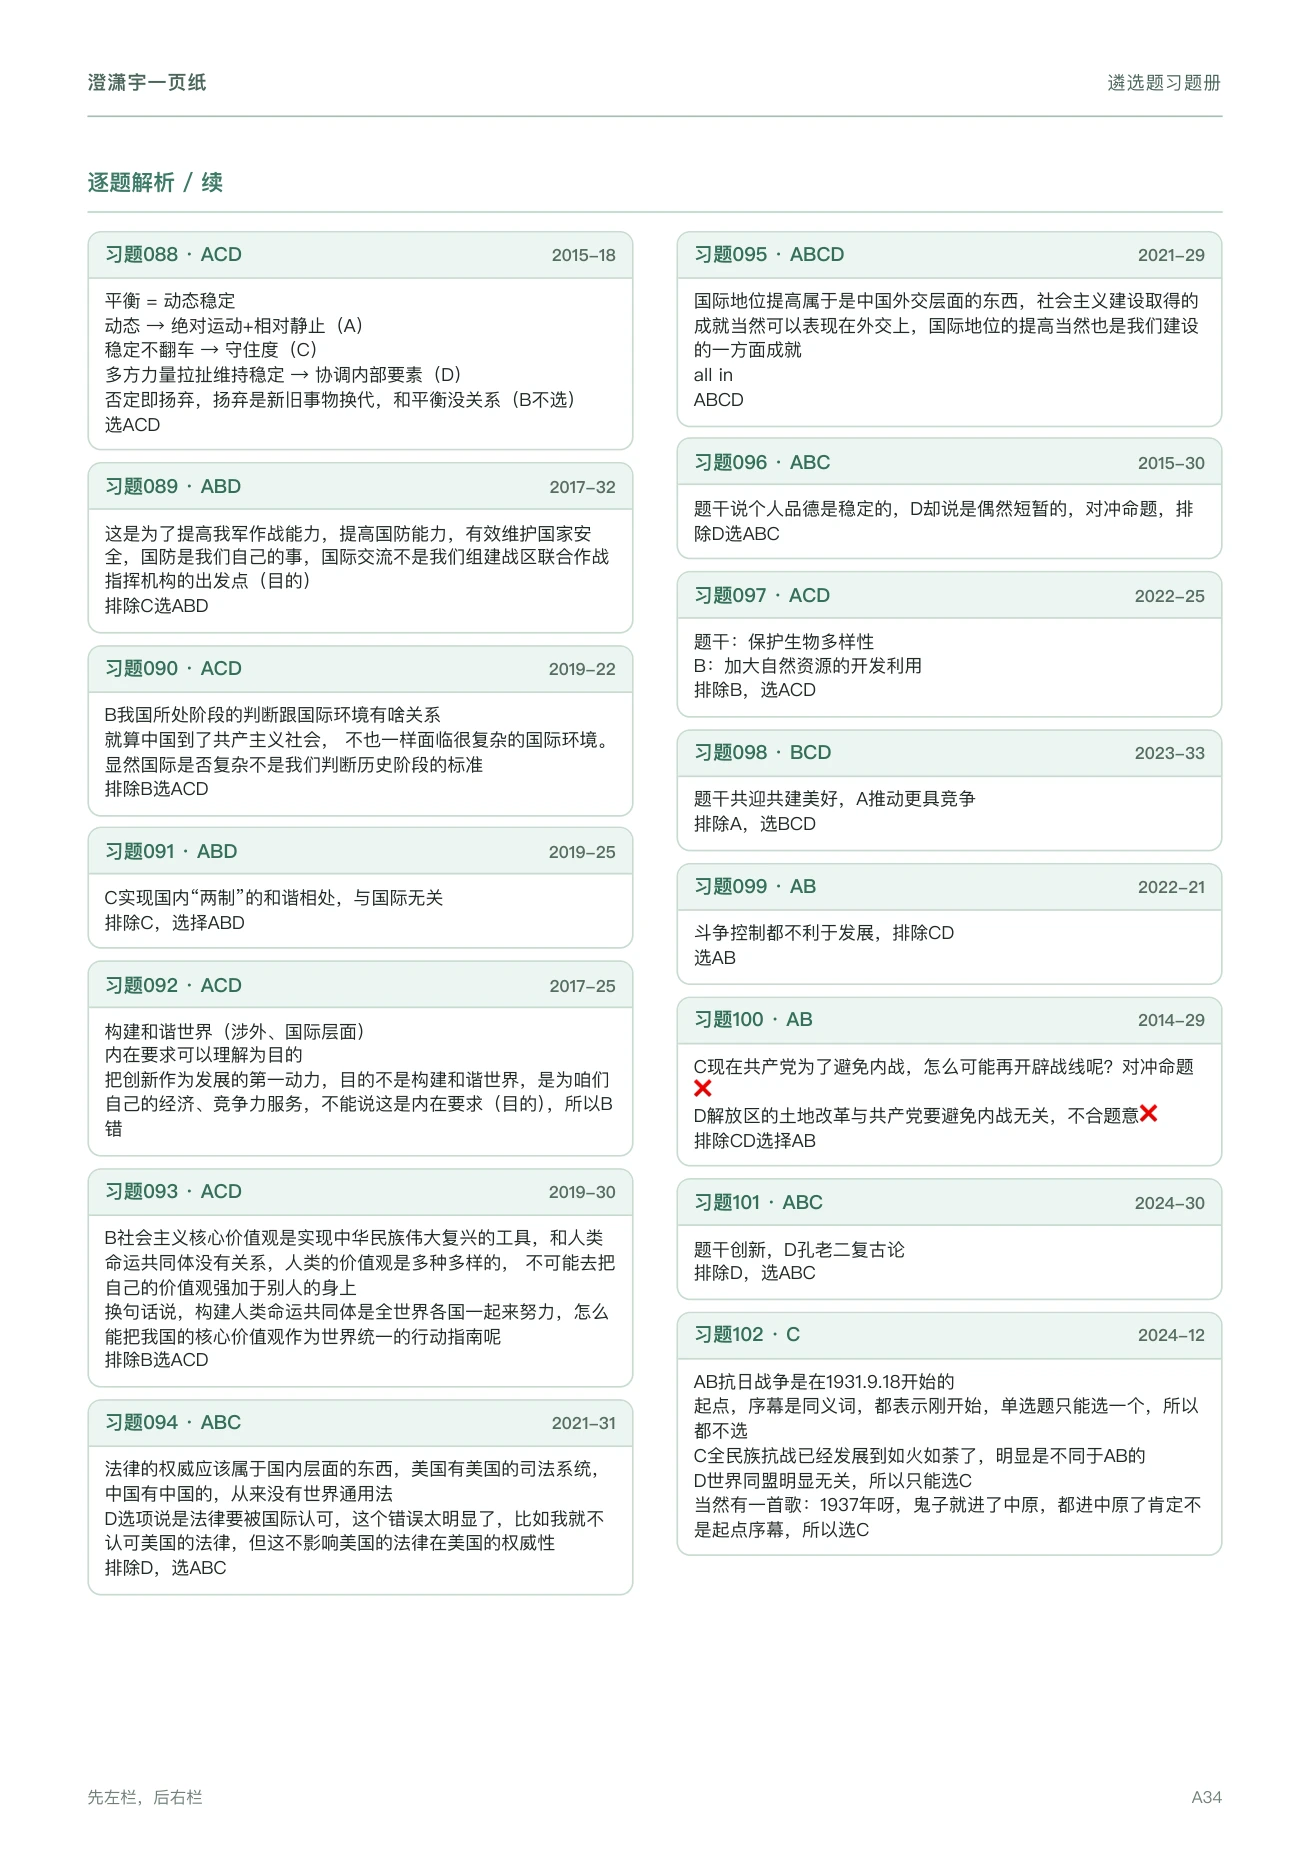 澄潇宇一页纸
遴选题习题册
逐题解析 / 续
习题088 · ACD
2015–18
平衡 = 动态稳定
动态 → 绝对运动+相对静止（A）
稳定不翻车 → 守住度（C）
多方力量拉扯维持稳定 → 协调内部要素（D）
否定即扬弃，扬弃是新旧事物换代，和平衡没关系（B不选）
选ACD
习题089 · ABD
2017–32
这是为了提高我军作战能力，提高国防能力，有效维护国家安
全，国防是我们自己的事，国际交流不是我们组建战区联合作战
指挥机构的出发点（目的）
排除C选ABD
习题090 · ACD
2019–22
B我国所处阶段的判断跟国际环境有啥关系
就算中国到了共产主义社会， 不也一样面临很复杂的国际环境。
显然国际是否复杂不是我们判断历史阶段的标准
排除B选ACD
习题091 · ABD
2019–25
C实现国内“两制”的和谐相处，与国际无关
排除C，选择ABD
习题092 · ACD
2017–25
构建和谐世界（涉外、国际层面）
内在要求可以理解为目的
把创新作为发展的第一动力，目的不是构建和谐世界，是为咱们
自己的经济、竞争力服务，不能说这是内在要求（目的），所以B
错
习题093 · ACD
2019–30
B社会主义核心价值观是实现中华民族伟大复兴的工具，和人类
命运共同体没有关系，人类的价值观是多种多样的， 不可能去把
自己的价值观强加于别人的身上
换句话说，构建人类命运共同体是全世界各国一起来努力，怎么
能把我国的核心价值观作为世界统一的行动指南呢
排除B选ACD
习题094 · ABC
2021–31
法律的权威应该属于国内层面的东西，美国有美国的司法系统，
中国有中国的，从来没有世界通用法
D选项说是法律要被国际认可，这个错误太明显了，比如我就不
认可美国的法律，但这不影响美国的法律在美国的权威性
排除D，选ABC
习题095 · ABCD
2021–29
国际地位提高属于是中国外交层面的东西，社会主义建设取得的
成就当然可以表现在外交上，国际地位的提高当然也是我们建设
的一方面成就
all in
ABCD
习题096 · ABC
2015–30
题干说个人品德是稳定的，D却说是偶然短暂的，对冲命题，排
除D选ABC
习题097 · ACD
2022–25
题干：保护生物多样性
B：加大自然资源的开发利用
排除B，选ACD
习题098 · BCD
2023–33
题干共迎共建美好，A推动更具竞争
排除A，选BCD
习题099 · AB
2022–21
斗争控制都不利于发展，排除CD
选AB
习题100 · AB
2014–29
C现在共产党为了避免内战，怎么可能再开辟战线呢？对冲命题
❌
D解放区的土地改革与共产党要避免内战无关，不合题意❌
排除CD选择AB
习题101 · ABC
2024–30
题干创新，D孔老二复古论
排除D，选ABC
习题102 · C
2024–12
AB抗日战争是在1931.9.18开始的
起点，序幕是同义词，都表示刚开始，单选题只能选一个，所以
都不选
C全民族抗战已经发展到如火如荼了，明显是不同于AB的
D世界同盟明显无关，所以只能选C
当然有一首歌：1937年呀，鬼子就进了中原，都进中原了肯定不
是起点序幕，所以选C
先左栏，后右栏
A34